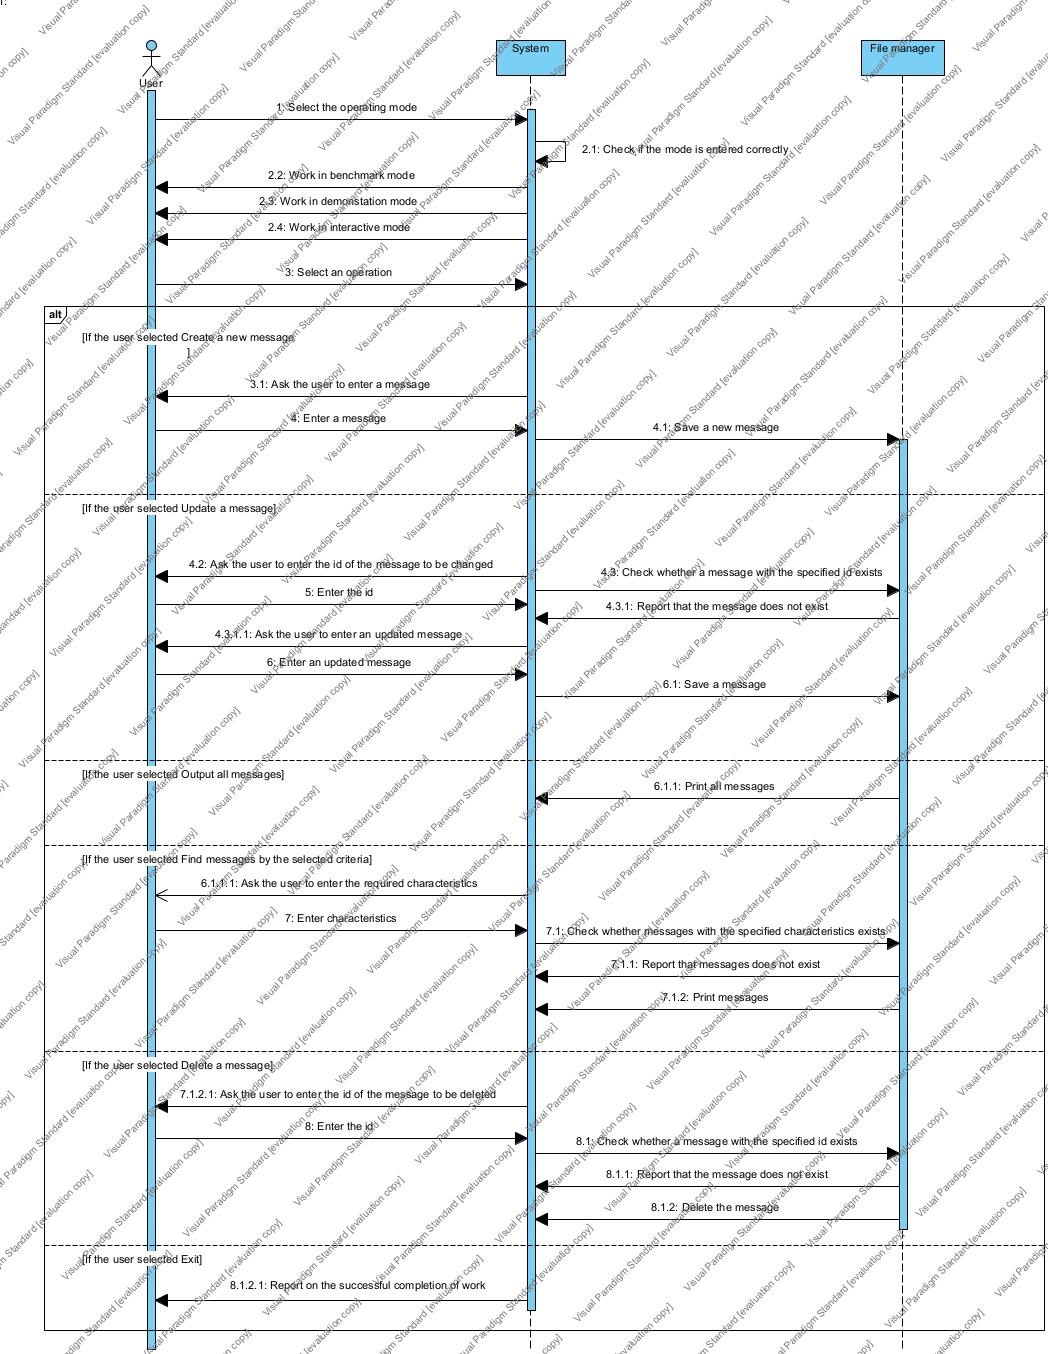 User
System
File manager
1: Select the operating mode
2.1: Check if the mode is entered correctly
2.2: Work in benchmark mode
2.3: Work in demonstation mode
2.4: Work in interactive mode
3: Select an operation
alt
[If the user selected Create a new message
]
3.1: Ask the user to enter a message
4: Enter a message
4.1: Save a new message
[If the user selected Update a message]
4.2: Ask the user to enter the id of the message to be changed
4.3: Check whether a message with the specified id exists
5: Enter the id
4.3.1: Report that the message does not exist
4.3.1.1: Ask the user to enter an updated message
6: Enter an updated message
6.1: Save a message
[If the user selected Output all messages]
6.1.1: Print all messages
[If the user selected Find messages by the selected criteria]
6.1.1.1: Ask the user to enter the required characteristics
7: Enter characteristics
7.1: Check whether messages with the specified characteristics exists
7.1.1: Report that messages does not exist
7.1.2: Print messages
[If the user selected Delete a message]
7.1.2.1: Ask the user to enter the id of the message to be deleted
8: Enter the id
8.1: Check whether a message with the specified id exists
8.1.1: Report that the message does not exist
8.1.2: Delete the message
[If the user selected Exit]
8.1.2.1: Report on the successful completion of work
Visual Paradigm Standard [evaluation copy]